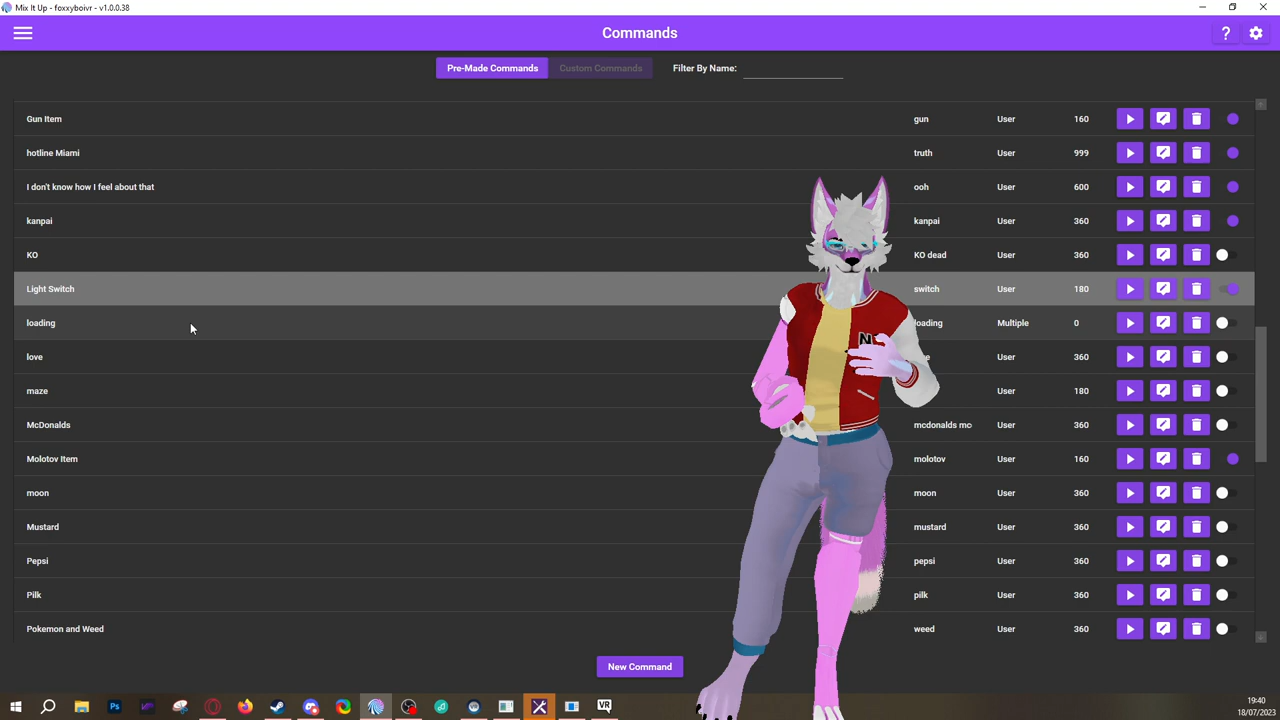 Mix It Up - foxxyboivr - v1.0.0.38
Commands
?
Pre-Made Commands Custom Commands Filter By Name:
Gun Item gun User 160
hotline Miami truth User 999
I don't know how I feel about that ooh User 600
kanpai kanpai User 360
KO KO dead User 360
Light Switch switch User 180
loading loading Multiple 0
love User 360
maze User 180
McDonalds mcdonalds mc User 360
Molotov Item molotov User 160
moon moon User 360
Mustard mustard User 360
Pepsi pepsi User 360
Pilk pilk User 360
Pokemon and Weed weed User 360
N
New Command
Ps
VR
19:40
18/07/2023